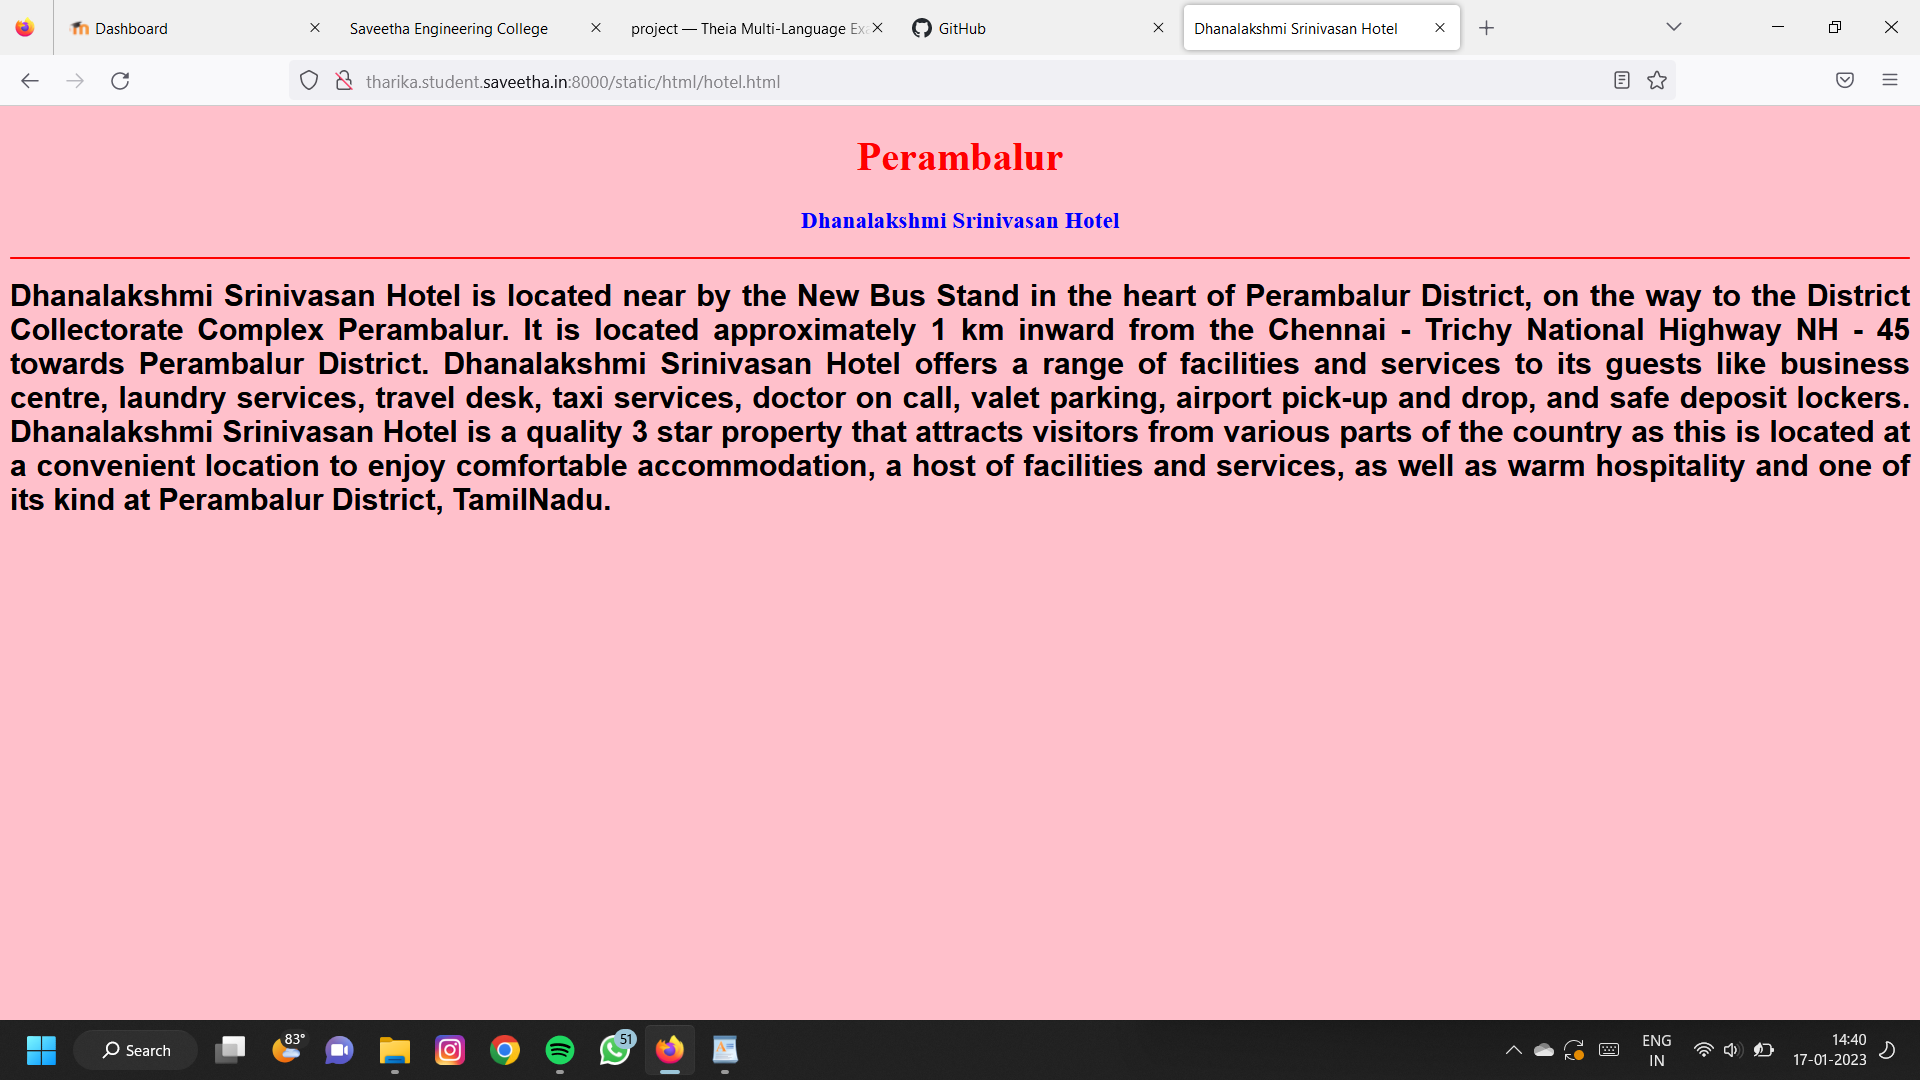 Dashboard
Saveetha Engineering College
project — Theia Multi-Language Ex
GitHub
Dhanalakshmi Srinivasan Hotel
tharika.student.saveetha.in:8000/static/html/hotel.html
Perambalur
Dhanalakshmi Srinivasan Hotel
Dhanalakshmi Srinivasan Hotel is located near by the New Bus Stand in the heart of Perambalur District, on the way to the District
Collectorate Complex Perambalur. It is located approximately 1 km inward from the Chennai - Trichy National Highway NH - 45
towards Perambalur District. Dhanalakshmi Srinivasan Hotel offers a range of facilities and services to its guests like business
centre, laundry services, travel desk, taxi services, doctor on call, valet parking, airport pick-up and drop, and safe deposit lockers.
Dhanalakshmi Srinivasan Hotel is a quality 3 star property that attracts visitors from various parts of the country as this is located at
a convenient location to enjoy comfortable accommodation, a host of facilities and services, as well as warm hospitality and one of
its kind at Perambalur District, TamilNadu.
Search
83°
51
ENG
IN
14:40
17-01-2023